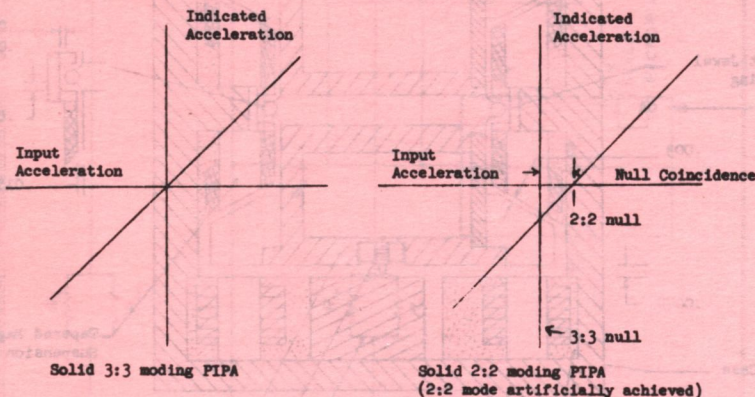 Indicated
Acceleration
Input
Acceleration
Solid 3:3 moding PIPA
Indicated
Acceleration
Input
Acceleration
Null Coincidence
2:2 null
3:3 null
Solid 2:2 moding PIPA
(2:2 mode artificially achieved)